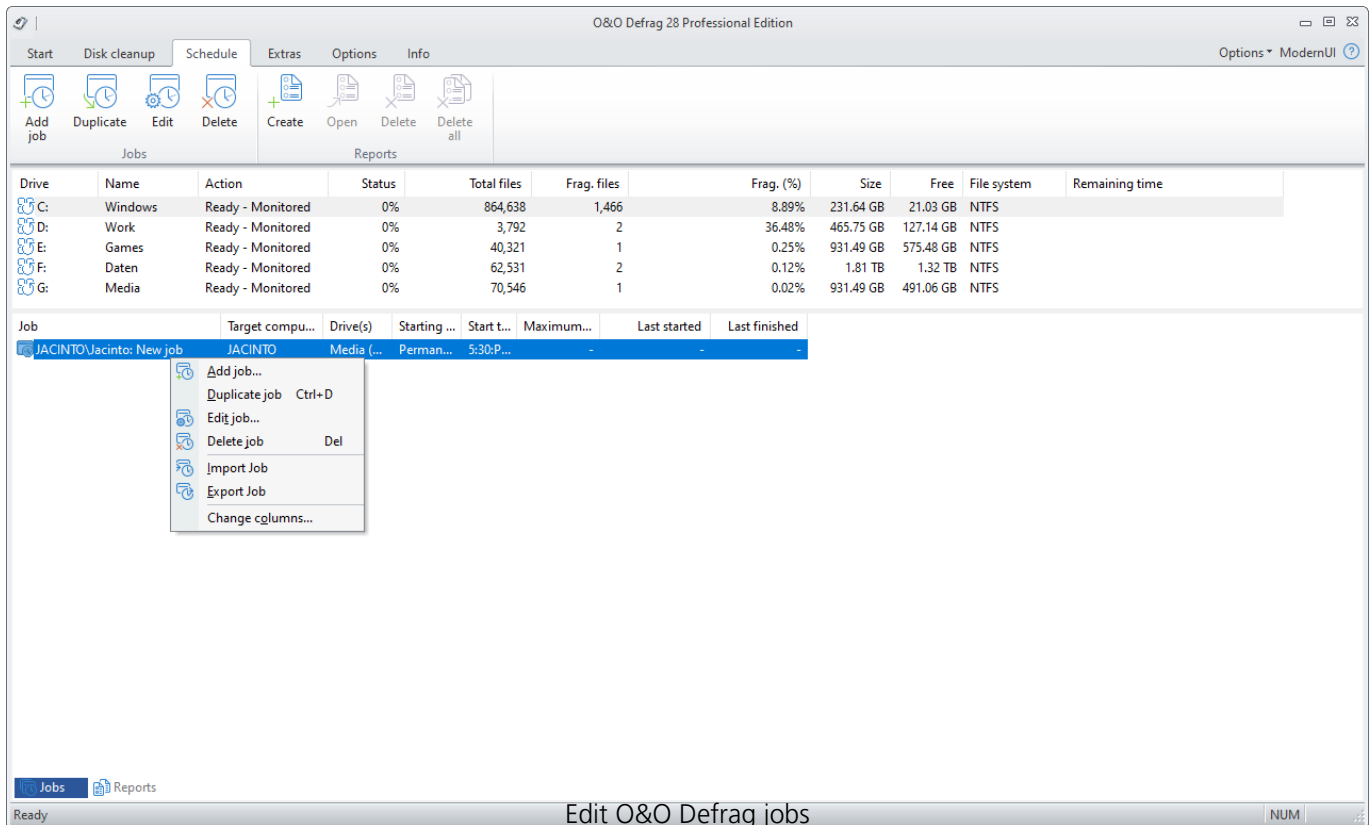 O&O Defrag 28 Professional Edition
Start Disk cleanup Schedule Extras Options Info Options ModernUI ?
Add job Duplicate Edit Delete Create Open Delete Delete all
Jobs Reports
Drive Name Action Status Total files Frag. files Frag. (%) Size Free File system Remaining time
C: Windows Ready - Monitored 0% 864,638 1,466 8.89% 231.64 GB 21.03 GB NTFS
D: Work Ready - Monitored 0% 3,792 2 36.48% 465.75 GB 127.14 GB NTFS
E: Games Ready - Monitored 0% 40,321 1 0.25% 931.49 GB 575.48 GB NTFS
F: Daten Ready - Monitored 0% 62,531 2 0.12% 1.81 TB 1.32 TB NTFS
G: Media Ready - Monitored 0% 70,546 1 0.02% 931.49 GB 491.06 GB NTFS
Job Target compu... Drive(s) Starting ... Start t... Maximum... Last started Last finished
JACINTO\Jacinto: New job JACINTO Media (... Perman... 5:30:P... - - -
Add job...
Duplicate job Ctrl+D
Edit job...
Delete job Del
Import Job
Export Job
Change columns...
Jobs Reports
Ready Edit O&O Defrag jobs NUM